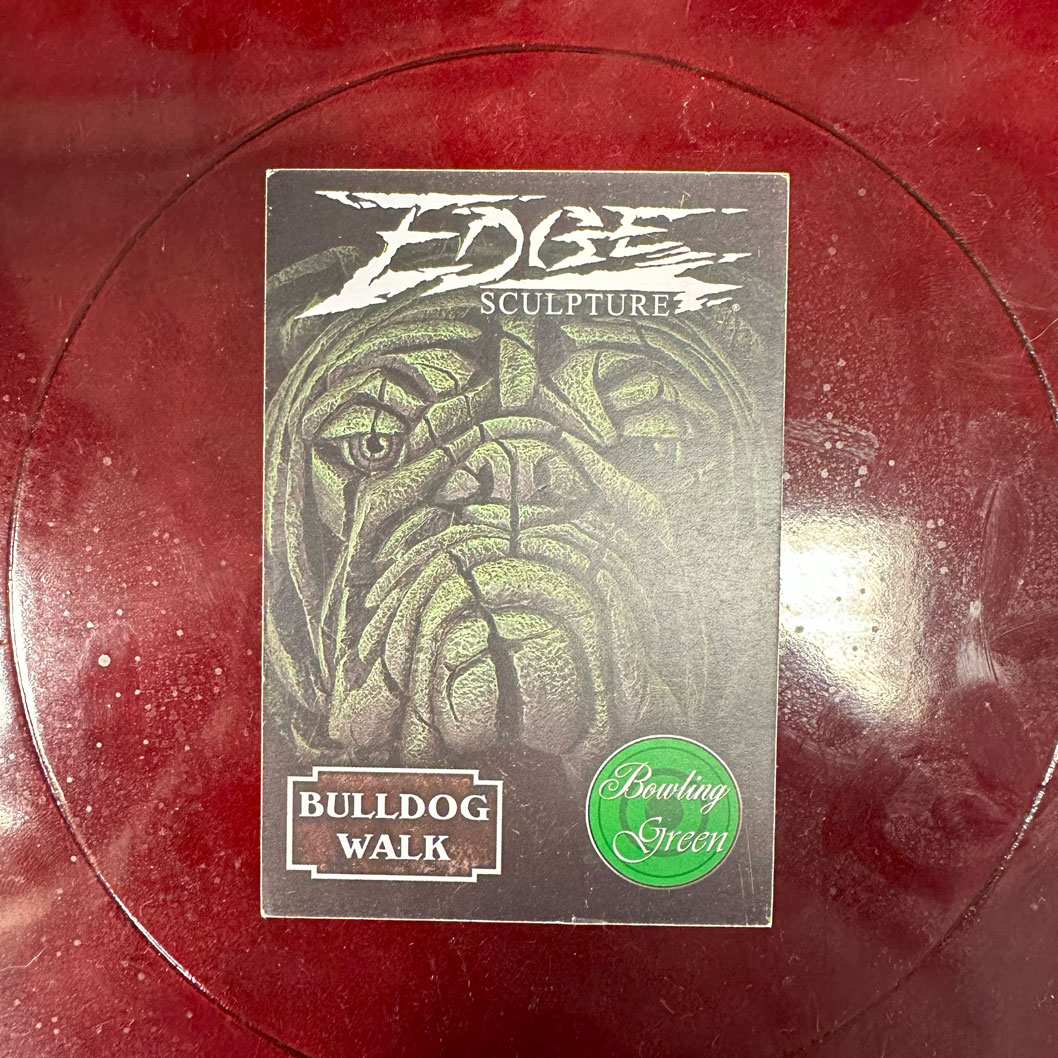 EDGE
SCULPTURE®
BULLDOG
WALK
Bowling
Green